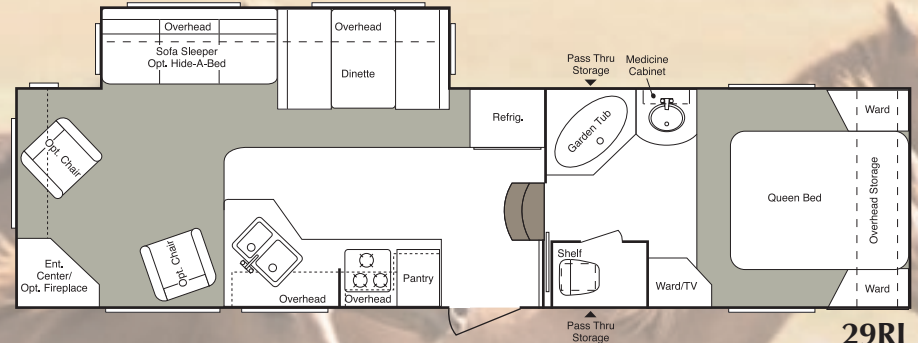 Overhead
Overhead
Sofa Sleeper
Opt. Hide-A-Bed
Dinette
Pass Thru
Storage
Medicine
Cabinet
Refrig.
Garden Tub
Ward
Opt. Chair
Queen Bed
Overhead Storage
Opt. Chair
Shelf
Ent.
Center/
Opt. Fireplace
Pantry
Ward/TV
Overhead
Overhead
Ward
Pass Thru
Storage
29RL